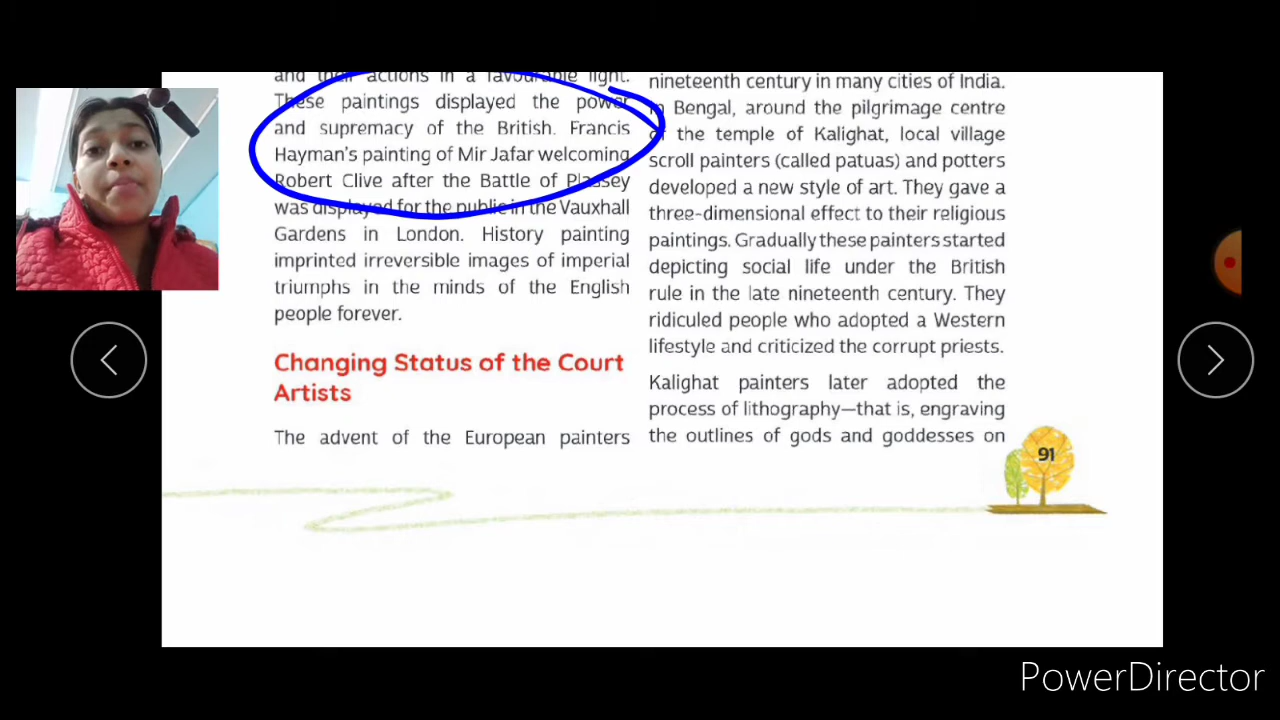 and their actions in a favourable light.
These paintings displayed the power
and supremacy of the British. Francis
Hayman's painting of Mir Jafar welcoming
Robert Clive after the Battle of Plassey
was displayed for the public in the Vauxhall
Gardens in London. History painting
imprinted irreversible images of imperial
triumphs in the minds of the English
people forever.
Changing Status of the Court
Artists
The advent of the European painters
nineteenth century in many cities of India.
In Bengal, around the pilgrimage centre
of the temple of Kalighat, local village
scroll painters (called patuas) and potters
developed a new style of art. They gave a
three-dimensional effect to their religious
paintings. Gradually these painters started
depicting social life under the British
rule in the late nineteenth century. They
ridiculed people who adopted a Western
lifestyle and criticized the corrupt priests.
Kalighat painters later adopted the
process of lithography—that is, engraving
the outlines of gods and goddesses on
91
PowerDirector